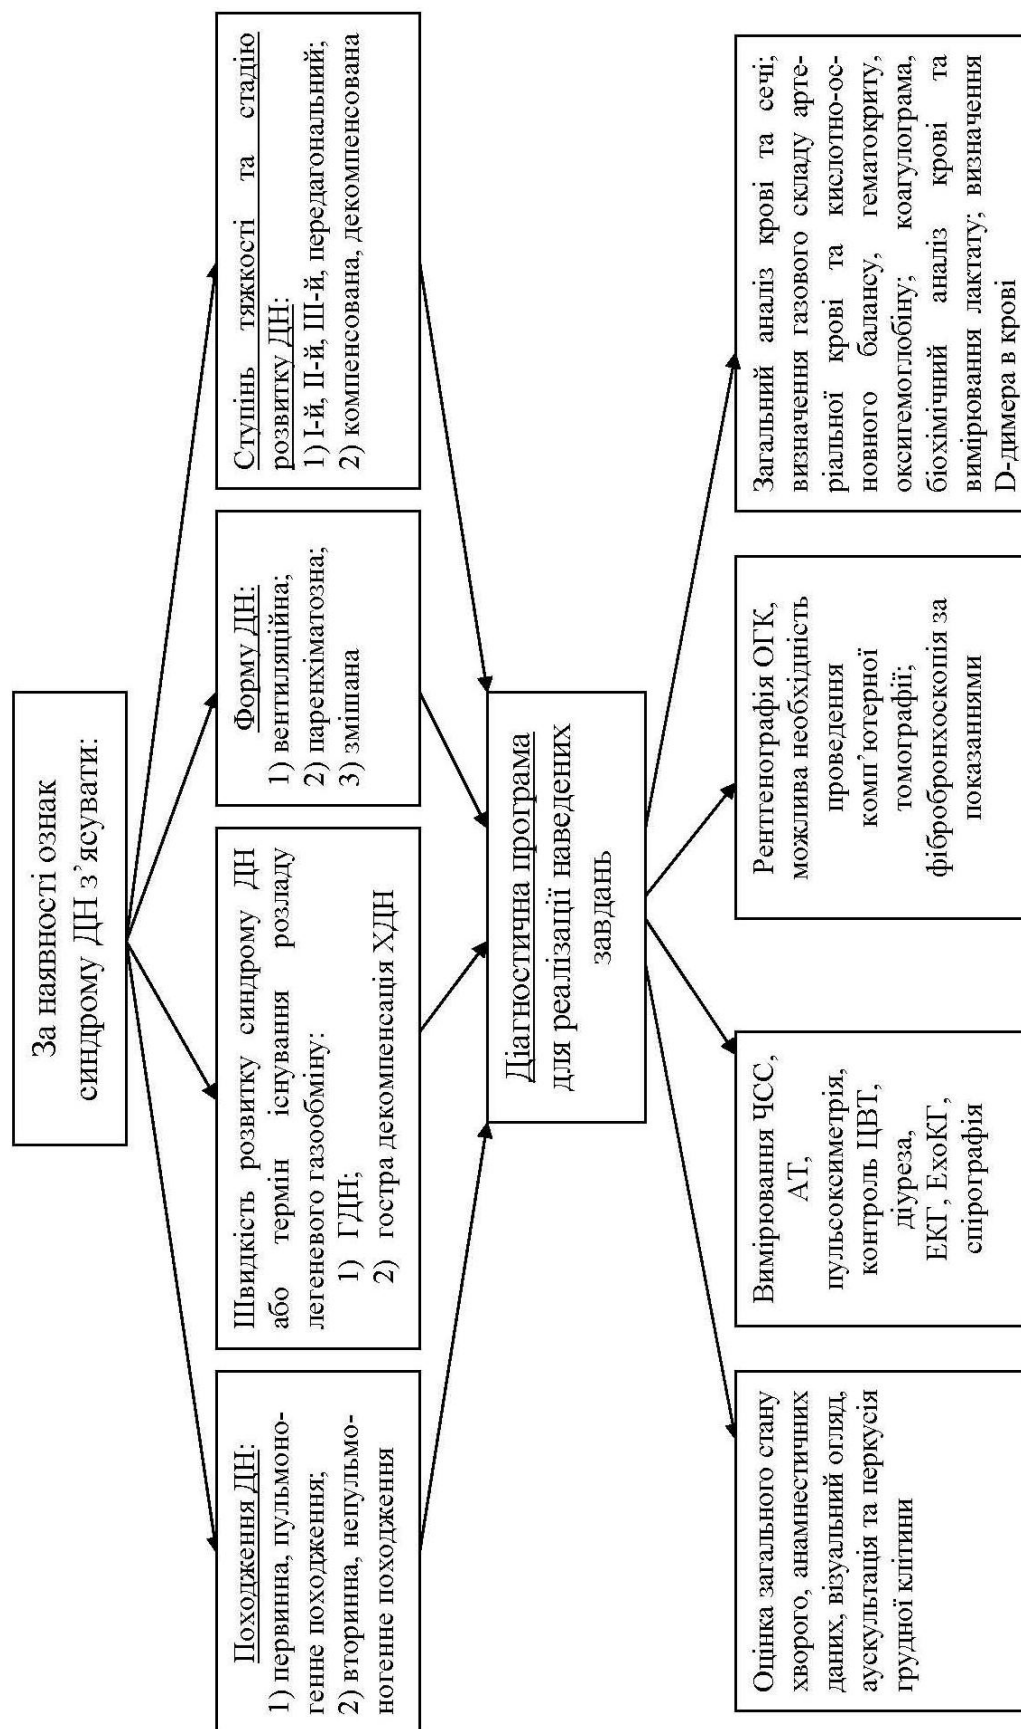 За наявності ознак
синдрому ДН з’ясувати:
Походження ДН:
1) первинна, пульмоно-
генне походження;
2) вторинна, непульмо-
ногенне походження
Швидкість розвитку синдрому ДН
або термін існування розладу
легеневого газообміну:
1) ГДН;
2) гостра декомпенсація ХДН
Форму ДН:
1) вентиляційна;
2) паренхіматозна;
3) змішана
Ступінь тяжкості та стадію
розвитку ДН:
1) І-й, ІІ-й, ІІІ-й, передагональний;
2) компенсована, декомпенсована
Діагностична програма
для реалізації наведених
завдань
Оцінка загального стану
хворого, анамнестичних
даних, візуальний огляд,
аускультація та перкусія
грудної клітини
Вимірювання ЧСС,
АТ,
пульсоксиметрія,
контроль ЦВТ,
діуреза,
ЕКГ, ЕхоКГ,
спірографія
Рентгенографія ОГК,
можлива необхідність
проведення
комп’ютерної
томографії;
фібробронхоскопія за
показаннями
Загальний аналіз крові та сечі;
визначення газового складу арте-
ріальної крові та кислотно-ос-
новного балансу, гематокриту,
оксигемоглобіну; коагулограма,
біохімічний аналіз крові та
вимірювання лактату; визначення
D-димера в крові